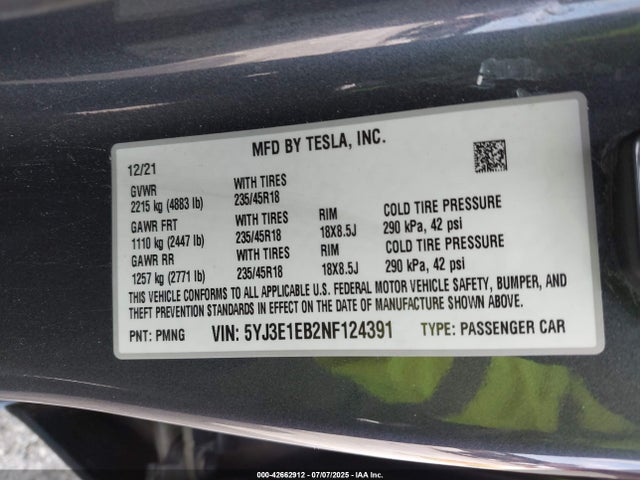 MFD BY TESLA, INC.
12/21
GVWR WITH TIRES
2215 kg (4883 lb) 235/45R18
GAWR FRT WITH TIRES RIM COLD TIRE PRESSURE
1110 kg (2447 lb) 235/45R18 18X8.5J 290 kPa, 42 psi
GAWR RR WITH TIRES RIM COLD TIRE PRESSURE
1257 kg (2771 lb) 235/45R18 18X8.5J 290 kPa, 42 psi
THIS VEHICLE CONFORMS TO ALL APPLICABLE U.S. FEDERAL MOTOR VEHICLE SAFETY, BUMPER, AND
THEFT PREVENTION STANDARDS IN EFFECT ON THE DATE OF MANUFACTURE SHOWN ABOVE.
PNT: PMNG VIN: 5YJ3E1EB2NF124391 TYPE: PASSENGER CAR
000-42662912 - 07/07/2025 - IAA Inc.